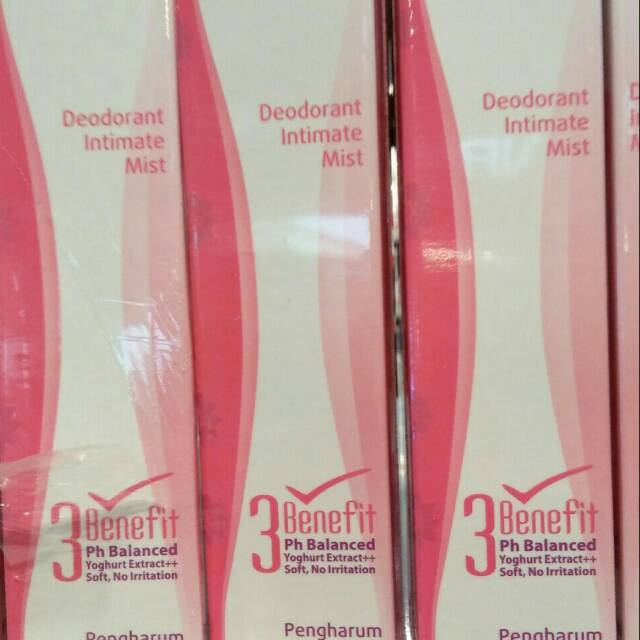 Deodorant
Intimate
Mist
3 Benefit
Ph Balanced
Yoghurt Extract++
Soft, No Irritation
Pengharum
Deodorant
Intimate
Mist
3 Benefit
Ph Balanced
Yoghurt Extract++
Soft, No Irritation
Pengharum
Deodorant
Intimate
Mist
3 Benefit
Ph Balanced
Yoghurt Extract++
Soft, No Irritation
Pengharum